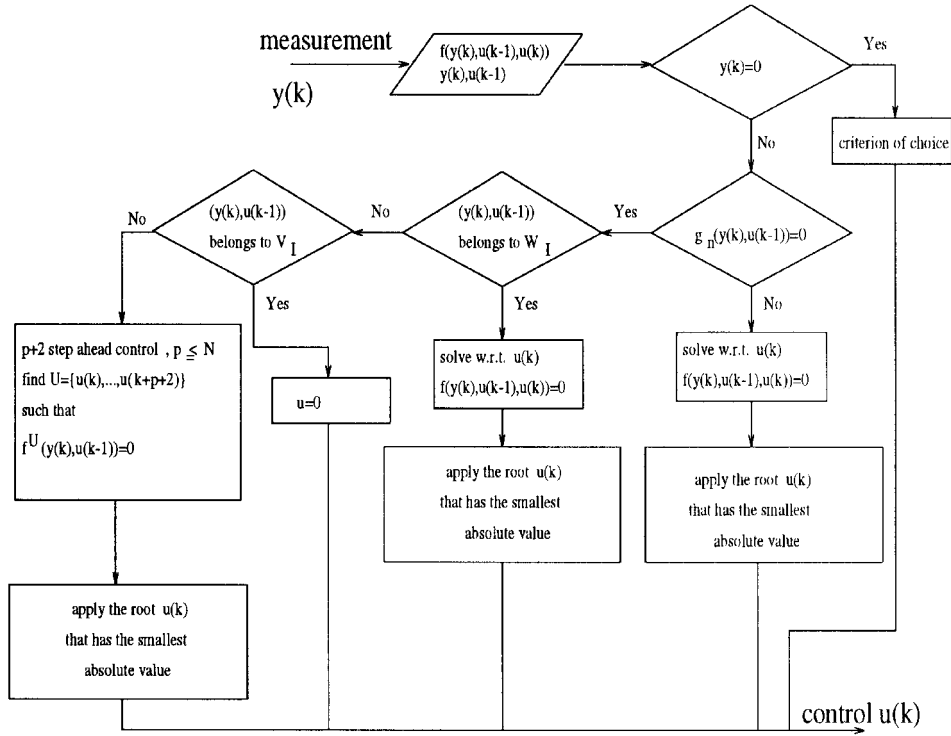 measurement
y(k)
f(y(k),u(k-1),u(k))
y(k),u(k-1)
y(k)=0
Yes
criterion of choice
No
g n(y(k),u(k-1))=0
Yes
(y(k),u(k-1))
belongs to W I
No
(y(k),u(k-1))
belongs to V I
No
Yes
Yes
No
p+2 step ahead control , p ≤ N
find U={u(k),...,u(k+p+2)}
such that
f U (y(k),u(k-1))=0
u=0
solve w.r.t. u(k)
f(y(k),u(k-1),u(k))=0
solve w.r.t. u(k)
f(y(k),u(k-1),u(k))=0
apply the root u(k)
that has the smallest
absolute value
apply the root u(k)
that has the smallest
absolute value
apply the root u(k)
that has the smallest
absolute value
control u(k)